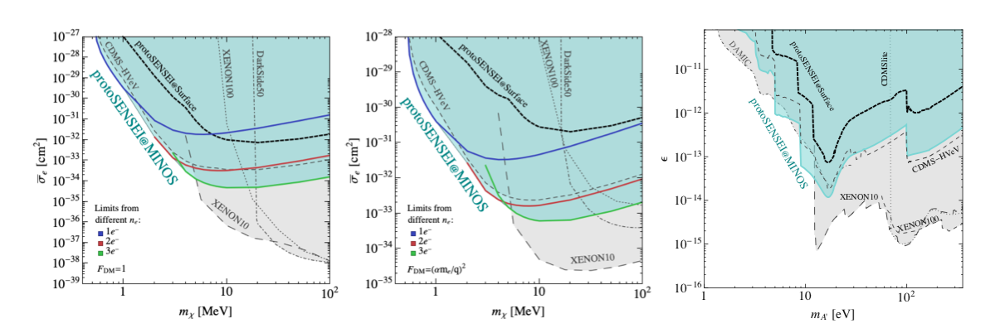 10⁻²⁷
10⁻²⁸
10⁻²⁹
10⁻³⁰
10⁻³¹
10⁻³²
10⁻³³
10⁻³⁴
10⁻³⁵
10⁻³⁶
10⁻³⁷
10⁻³⁸
10⁻³⁹
σ̅ₑ [cm²]
protoSENSEI@Surface
CDMS-HVeV
XENON100
DarkSide50
protoSENSEI@MINOS
XENON10
Limits from
different nₑ:
1e⁻
2e⁻
3e⁻
F_DM=1
1 10 10²
mχ [MeV]
10⁻²⁸
10⁻²⁹
10⁻³⁰
10⁻³¹
10⁻³²
10⁻³³
10⁻³⁴
10⁻³⁵
σ̅ₑ [cm²]
protoSENSEI@Surface
CDMS-HVeV
XENON100
DarkSide50
protoSENSEI@MINOS
XENON10
Limits from
different nₑ:
1e⁻
2e⁻
3e⁻
F_DM=(αmₑ/q)²
1 10 10²
mχ [MeV]
10⁻¹¹
10⁻¹²
10⁻¹³
10⁻¹⁴
10⁻¹⁵
10⁻¹⁶
ϵ
DAMIC
protoSENSEI@Surface
CDMSlite
protoSENSEI@MINOS
CDMS-HVeV
XENON10
XENON100
1 10 10²
m_A' [eV]